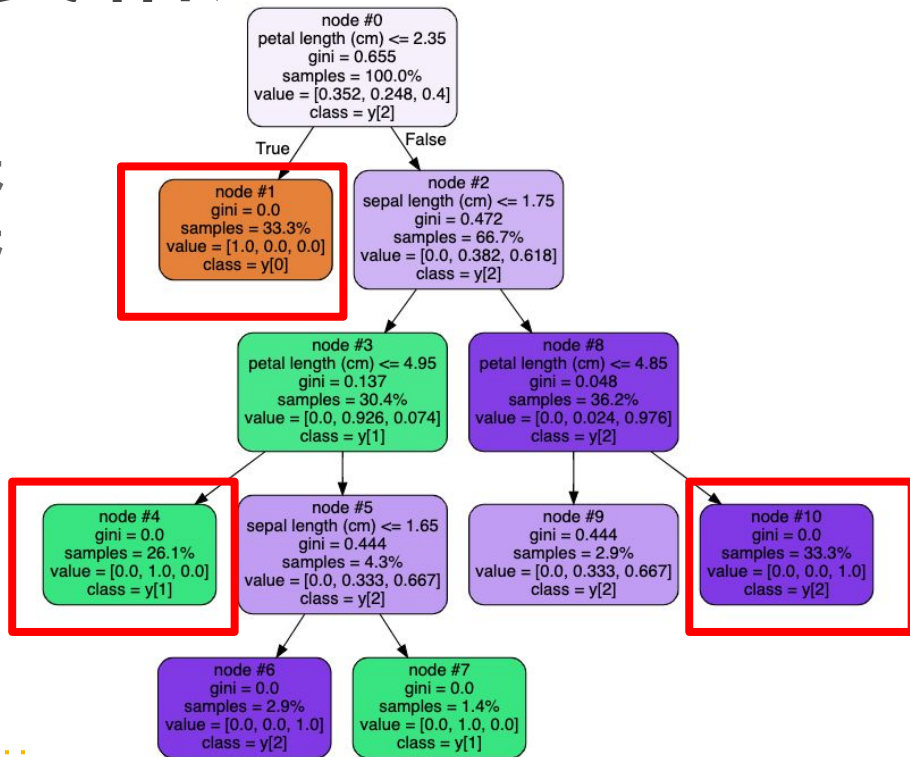 node #0
petal length (cm) <= 2.35
gini = 0.655
samples = 100.0%
value = [0.352, 0.248, 0.4]
class = y[2]
True
False
node #1
gini = 0.0
samples = 33.3%
value = [1.0, 0.0, 0.0]
class = y[0]
node #2
sepal length (cm) <= 1.75
gini = 0.472
samples = 66.7%
value = [0.0, 0.382, 0.618]
class = y[2]
node #3
petal length (cm) <= 4.95
gini = 0.137
samples = 30.4%
value = [0.0, 0.926, 0.074]
class = y[1]
node #8
petal length (cm) <= 4.85
gini = 0.048
samples = 36.2%
value = [0.0, 0.024, 0.976]
class = y[2]
node #4
gini = 0.0
samples = 26.1%
value = [0.0, 1.0, 0.0]
class = y[1]
node #5
sepal length (cm) <= 1.65
gini = 0.444
samples = 4.3%
value = [0.0, 0.333, 0.667]
class = y[2]
node #9
gini = 0.444
samples = 2.9%
value = [0.0, 0.333, 0.667]
class = y[2]
node #10
gini = 0.0
samples = 33.3%
value = [0.0, 0.0, 1.0]
class = y[2]
node #6
gini = 0.0
samples = 2.9%
value = [0.0, 0.0, 1.0]
class = y[2]
node #7
gini = 0.0
samples = 1.4%
value = [0.0, 1.0, 0.0]
class = y[1]